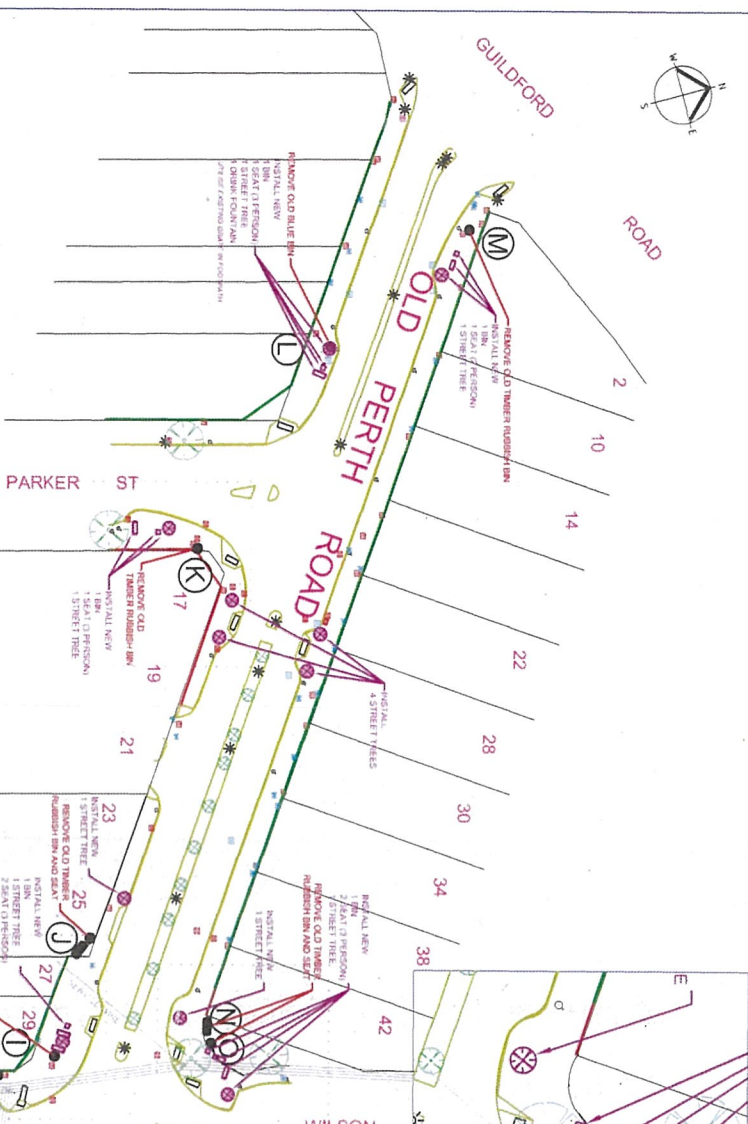 GUILDFORD
ROAD
W
N
S
E
M
REMOVE OLD TIMBER RUBBISH BIN
INSTALL NEW
1 BIN
1 SEAT (3 PERSON)
1 STREET TREE
REMOVE OLD BLUE BIN
INSTALL NEW
1 BIN
1 SEAT (3 PERSON)
1 STREET TREE
1 DRINK FOUNTAIN
L
OLD
PERTH
ROAD
2
10
14
22
28
30
34
38
42
PARKER ST
K
REMOVE OLD
TIMBER RUBBISH BIN
INSTALL NEW
1 BIN
1 SEAT (3 PERSON)
1 STREET TREE
17
19
21
23
25
27
29
INSTALL
4 STREET TREES
INSTALL NEW
1 STREET TREE
REMOVE OLD TIMBER
RUBBISH BIN AND SEAT
J
INSTALL NEW
1 BIN
1 STREET TREE
2 SEAT (3 PERSON)
I
INSTALL NEW
1 BIN
2 SEAT (3 PERSON)
1 STREET TREE
REMOVE OLD TIMBER
RUBBISH BIN AND SEAT
INSTALL NEW
1 STREET TREE
N
O
E
WILSON